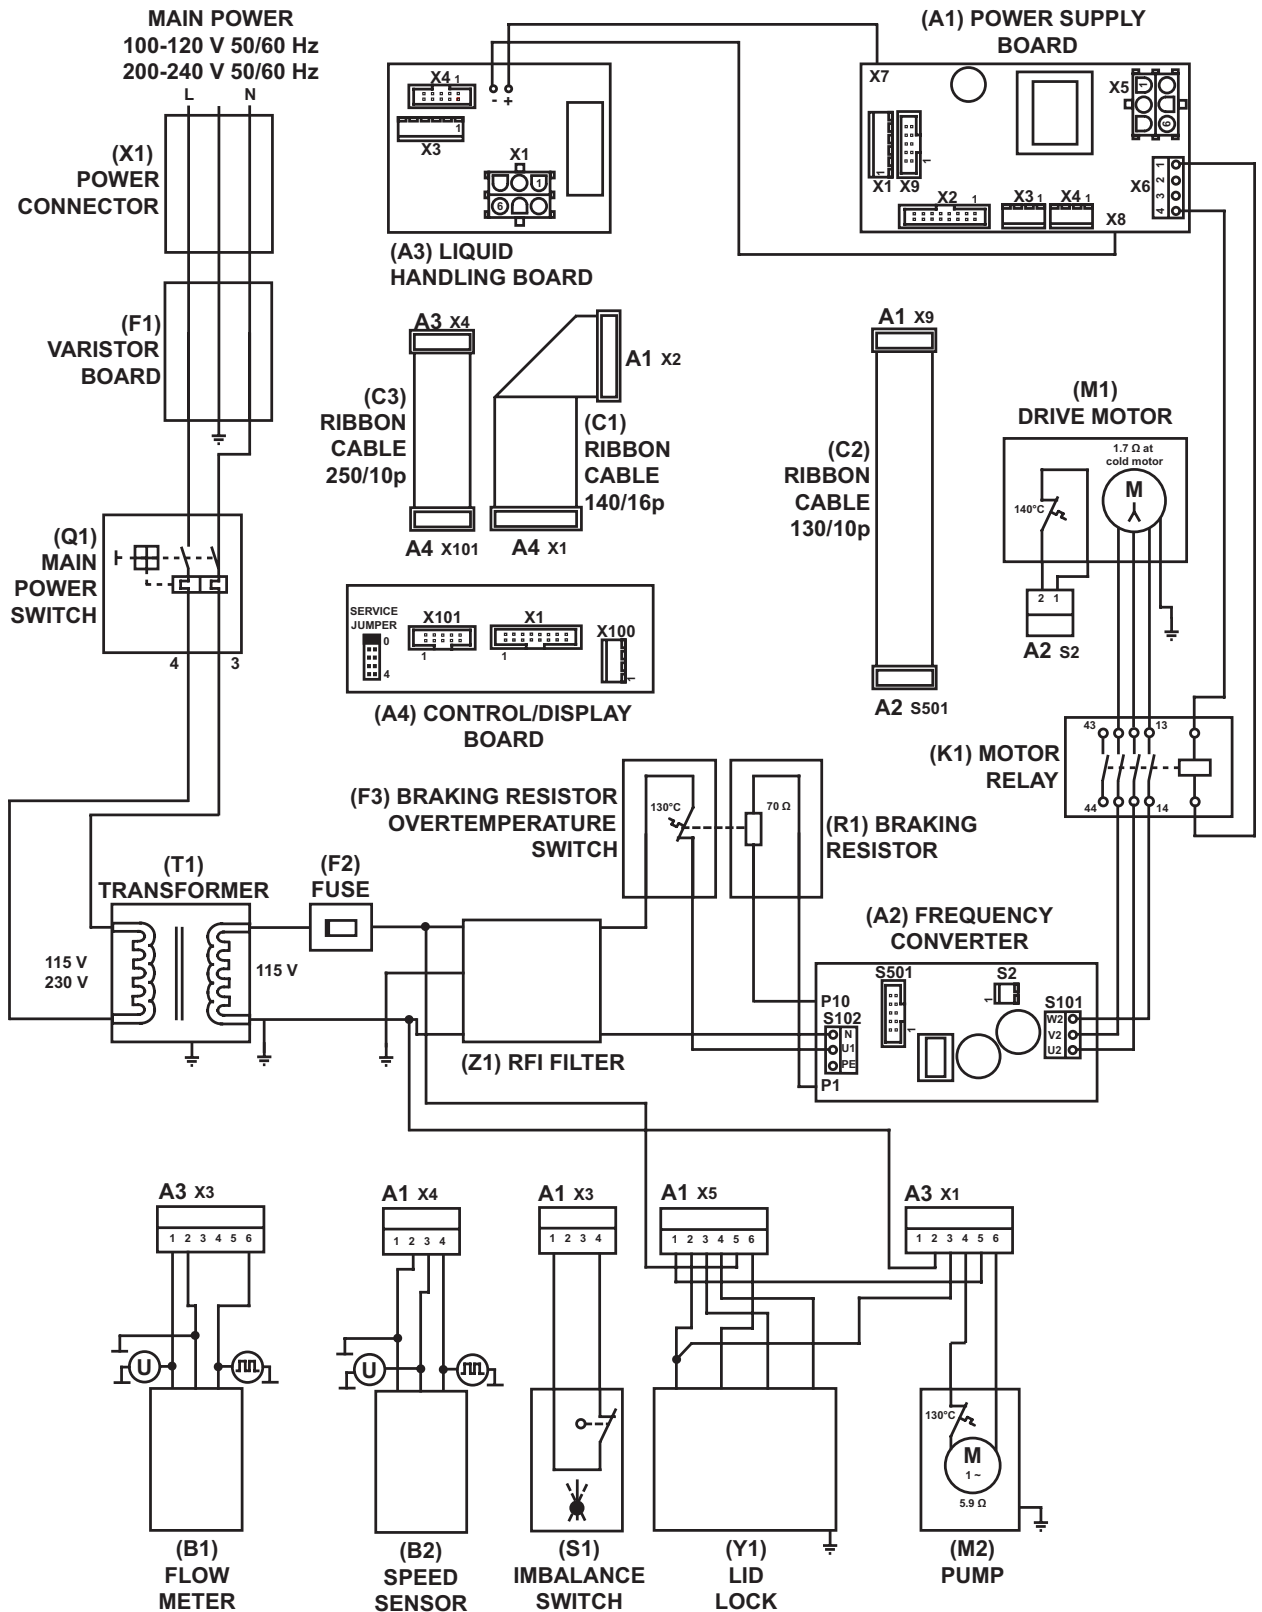 MAIN POWER
100-120 V 50/60 Hz
200-240 V 50/60 Hz
L N
(X1)
POWER
CONNECTOR
(F1)
VARISTOR
BOARD
(Q1)
MAIN
POWER
SWITCH
4 3
X4 1
- +
X3 1
X1
1
6
(A3) LIQUID
HANDLING BOARD
(A1) POWER SUPPLY
BOARD
X7
X5
1
6
X1 1
X9 1
X6
1
2
3
4
X2 1
X3 1
X4 1
X8
A3 X4
(C3)
RIBBON
CABLE
250/10p
A4 X101
A1 X2
(C1)
RIBBON
CABLE
140/16p
A4 X1
A1 X9
(C2)
RIBBON
CABLE
130/10p
A2 S501
(M1)
DRIVE MOTOR
1.7 Ω at
cold motor
M
140°C
2 1
A2 S2
SERVICE
JUMPER
0
4
X101
1
X1
1
X100
1
(A4) CONTROL/DISPLAY
BOARD
(K1) MOTOR
RELAY
43 13
44 14
(F3) BRAKING RESISTOR
OVERTEMPERATURE
SWITCH
130°C
70 Ω
(R1) BRAKING
RESISTOR
(T1)
TRANSFORMER
115 V
230 V
115 V
(F2)
FUSE
(Z1) RFI FILTER
(A2) FREQUENCY
CONVERTER
P10
S102
N
U1
PE
P1
S501
1
S2
1
S101
W2
V2
U2
A3 X3
1 2 3 4 5 6
U
(B1)
FLOW
METER
A1 X4
1 2 3 4
U
(B2)
SPEED
SENSOR
A1 X3
1 2 3 4
(S1)
IMBALANCE
SWITCH
A1 X5
1 2 3 4 5 6
(Y1)
LID
LOCK
A3 X1
1 2 3 4 5 6
130°C
M
1 ~
5.9 Ω
(M2)
PUMP